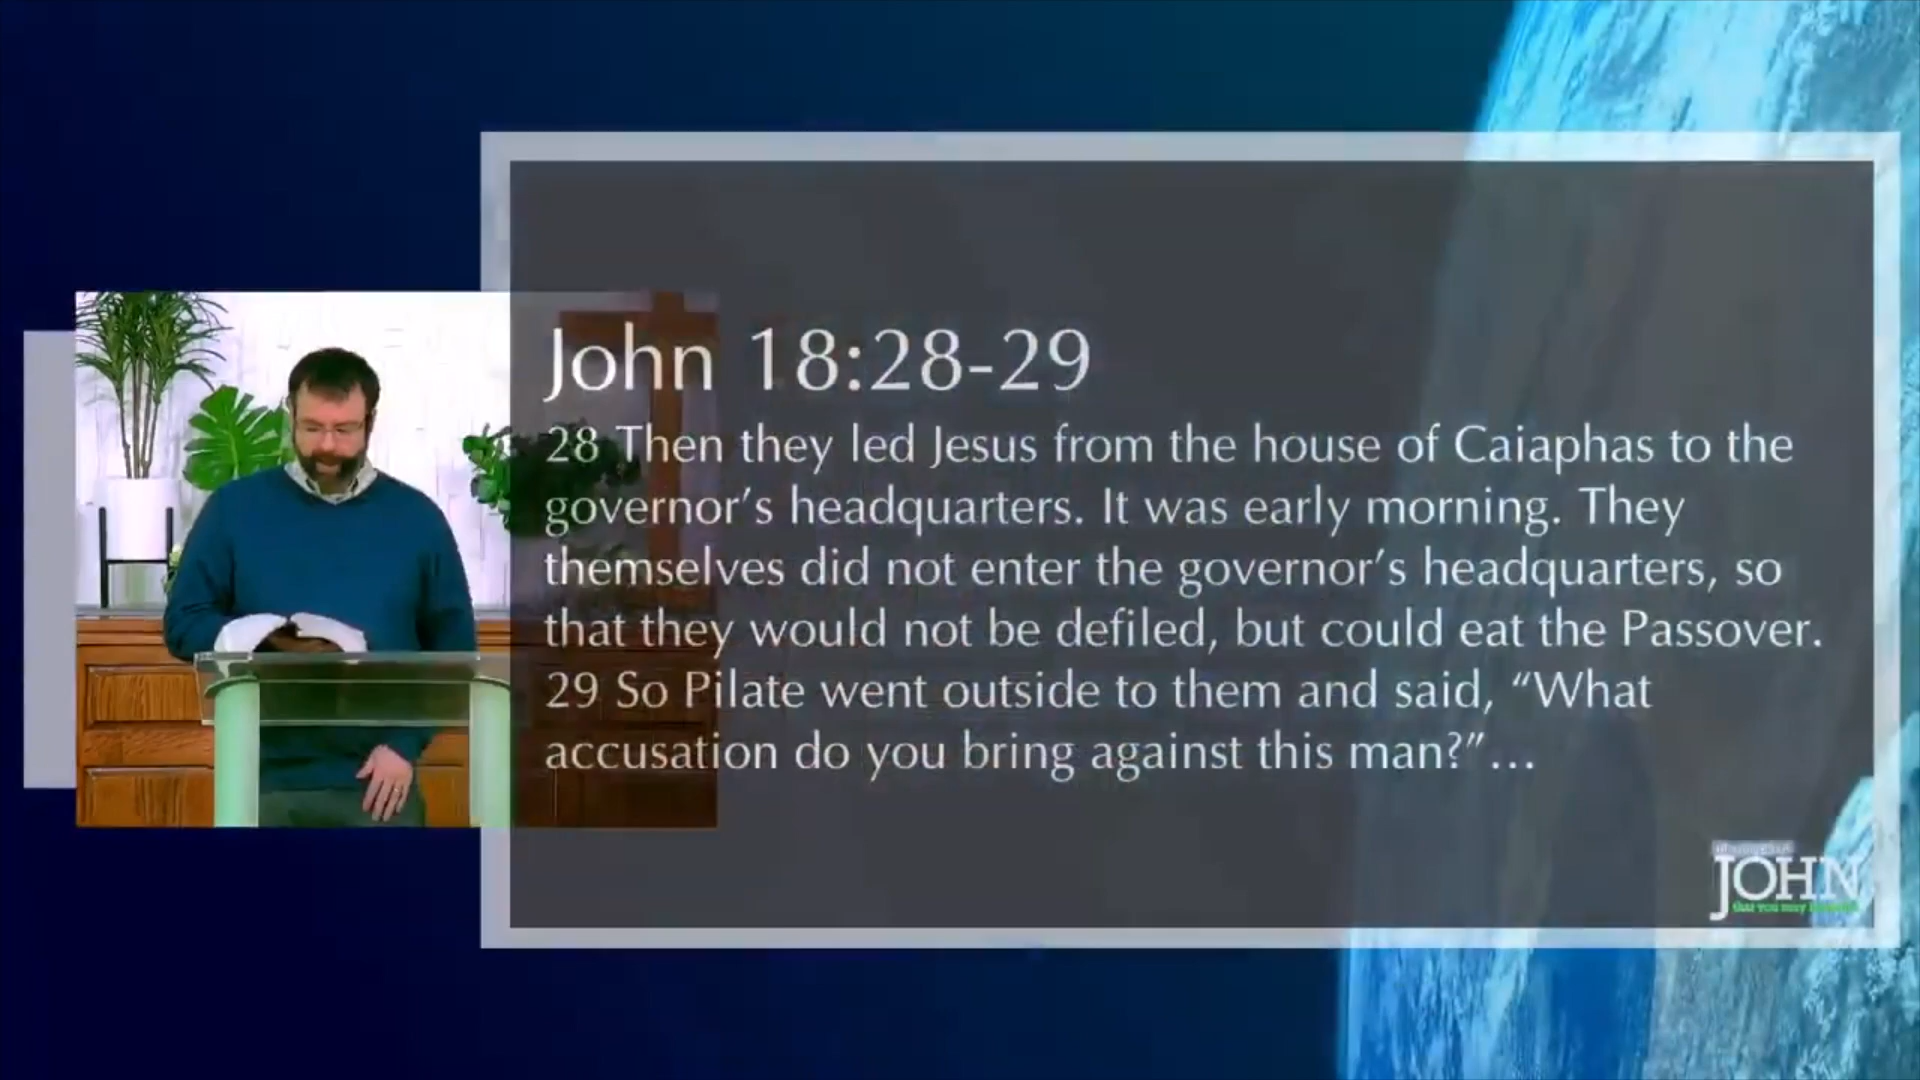 John 18:28-29
28 Then they led Jesus from the house of Caiaphas to the
governor’s headquarters. It was early morning. They
themselves did not enter the governor’s headquarters, so
that they would not be defiled, but could eat the Passover.
29 So Pilate went outside to them and said, “What
accusation do you bring against this man?”…
JOHN
that you may